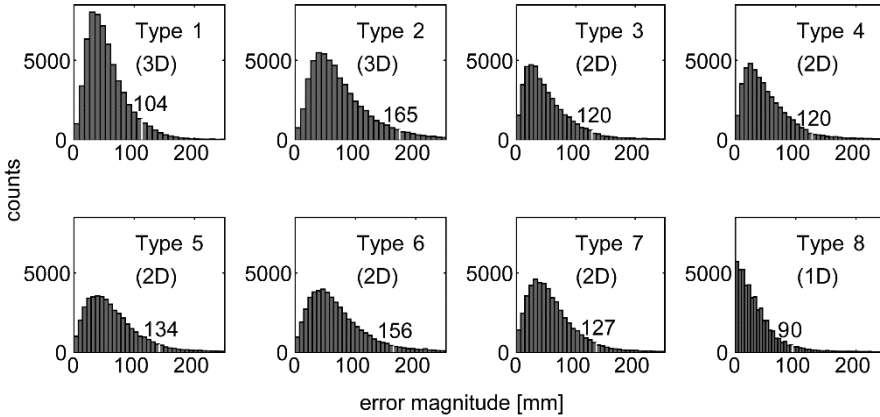 Type 1
(3D)
104
5000
0
0 100 200
Type 2
(3D)
165
5000
0
0 100 200
Type 3
(2D)
120
5000
0
0 100 200
Type 4
(2D)
120
5000
0
0 100 200
counts
Type 5
(2D)
134
5000
0
0 100 200
Type 6
(2D)
156
5000
0
0 100 200
Type 7
(2D)
127
5000
0
0 100 200
Type 8
(1D)
90
5000
0
0 100 200
error magnitude [mm]